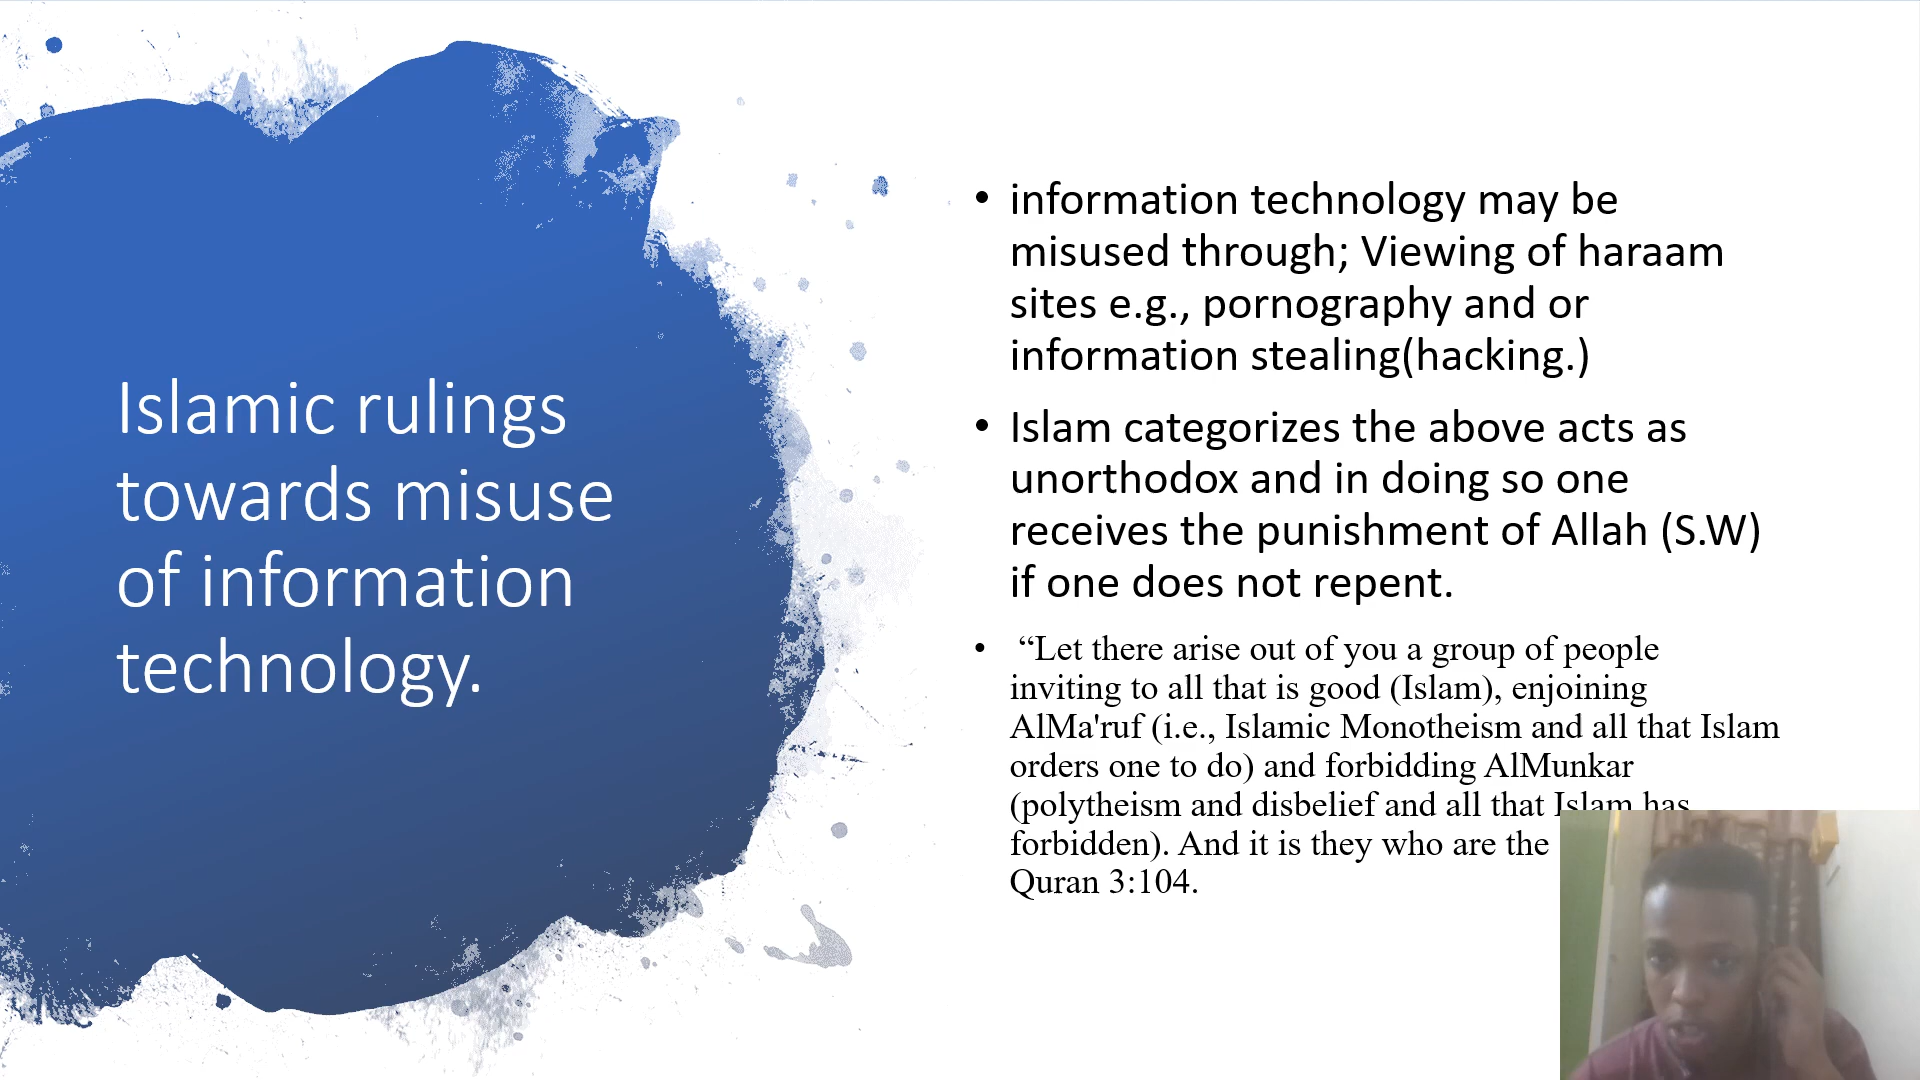 Islamic rulings
towards misuse
of information
technology.
• information technology may be
misused through; Viewing of haraam
sites e.g., pornography and or
information stealing(hacking.)
• Islam categorizes the above acts as
unorthodox and in doing so one
receives the punishment of Allah (S.W)
if one does not repent.
• “Let there arise out of you a group of people
inviting to all that is good (Islam), enjoining
AlMa'ruf (i.e., Islamic Monotheism and all that Islam
orders one to do) and forbidding AlMunkar
(polytheism and disbelief and all that Islam has
forbidden). And it is they who are the
Quran 3:104.